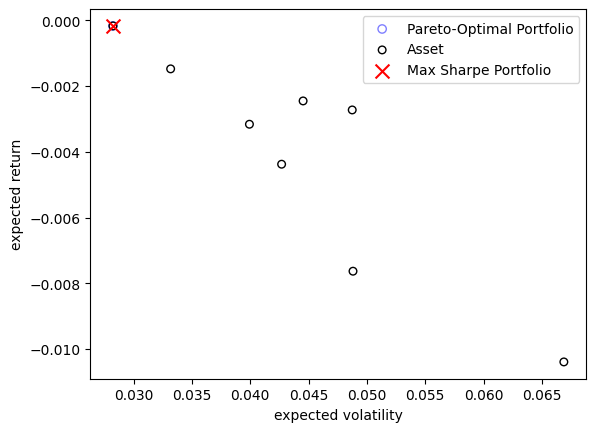 Pareto-Optimal Portfolio
Asset
Max Sharpe Portfolio
expected return
0.000
−0.002
−0.004
−0.006
−0.008
−0.010
0.030 0.035 0.040 0.045 0.050 0.055 0.060 0.065
expected volatility